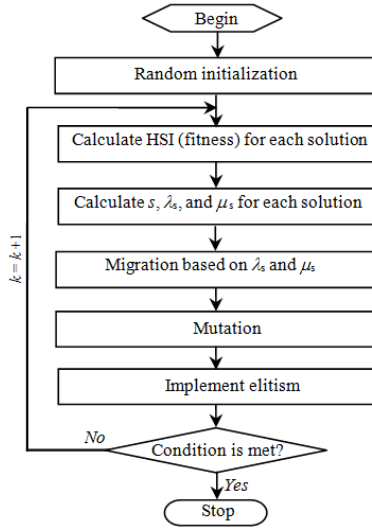 Begin
Random initialization
Calculate HSI (fitness) for each solution
Calculate s, λs, and μs for each solution
Migration based on λs and μs
k = k+1
Mutation
Implement elitism
No
Condition is met?
Yes
Stop